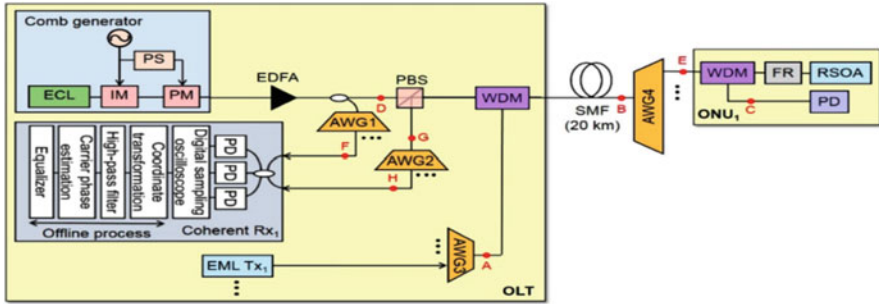 Comb generator
PS
ECL
IM
PM
EDFA
D
PBS
WDM
AWG1
F
G
AWG2
H
Equalizer
Carrier phase
estimation
High-pass filter
Coordinate
transformation
Digital sampling
oscilloscope
PD
PD
PD
Offline process
Coherent Rx1
EML Tx1
AWG3
A
OLT
SMF
(20 km)
B
AWG4
E
WDM
FR
RSOA
C
PD
ONU1